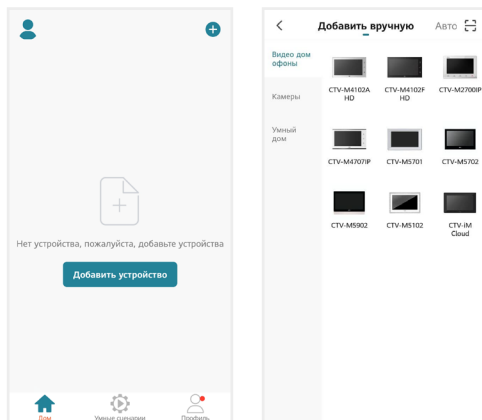 Нет устройства, пожалуйста, добавьте устройства
Добавить устройство
Дом
Умные сценарии
Профиль
Добавить вручную
Авто
Видео дом
офоны
Камеры
Умный
дом
CTV-M4102A
HD
CTV-M4102F
HD
CTV-M2700IP
CTV-M4707IP
CTV-M5701
CTV-M5702
CTV-M5902
CTV-M5102
CTV-iM
Cloud